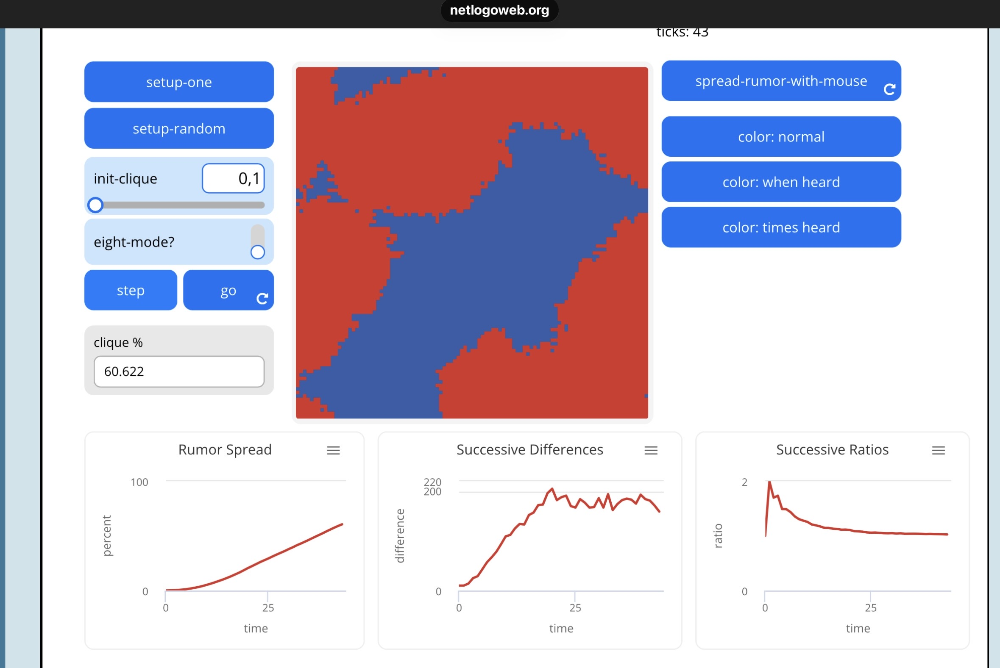 netlogoweb.org
ticks: 43
setup-one
setup-random
init-clique 0,1
eight-mode?
step go
clique %
60.622
spread-rumor-with-mouse
color: normal
color: when heard
color: times heard
Rumor Spread
100
percent
0
0 25
time
Successive Differences
220
200
difference
0
0 25
time
Successive Ratios
2
ratio
0
0 25
time